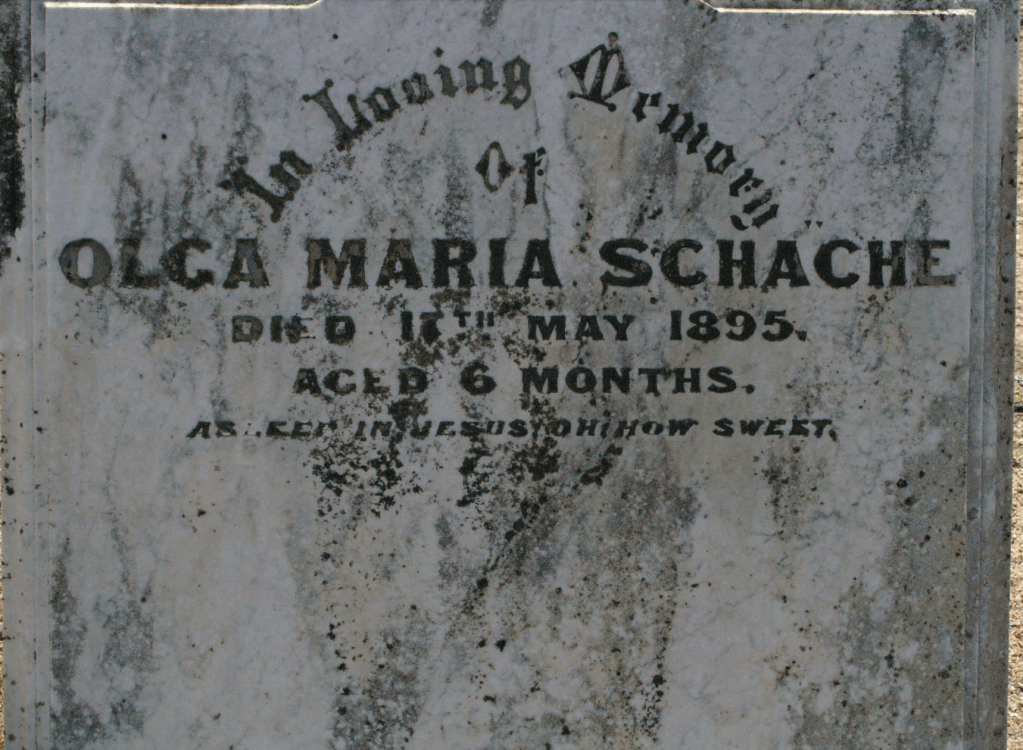 In Loving Memory
Of
OLGA MARIA SCHÄCHE
DIED 17TH MAY 1895.
AGED 6 MONTHS.
ASLEEP IN JESUS OH! HOW SWEET.